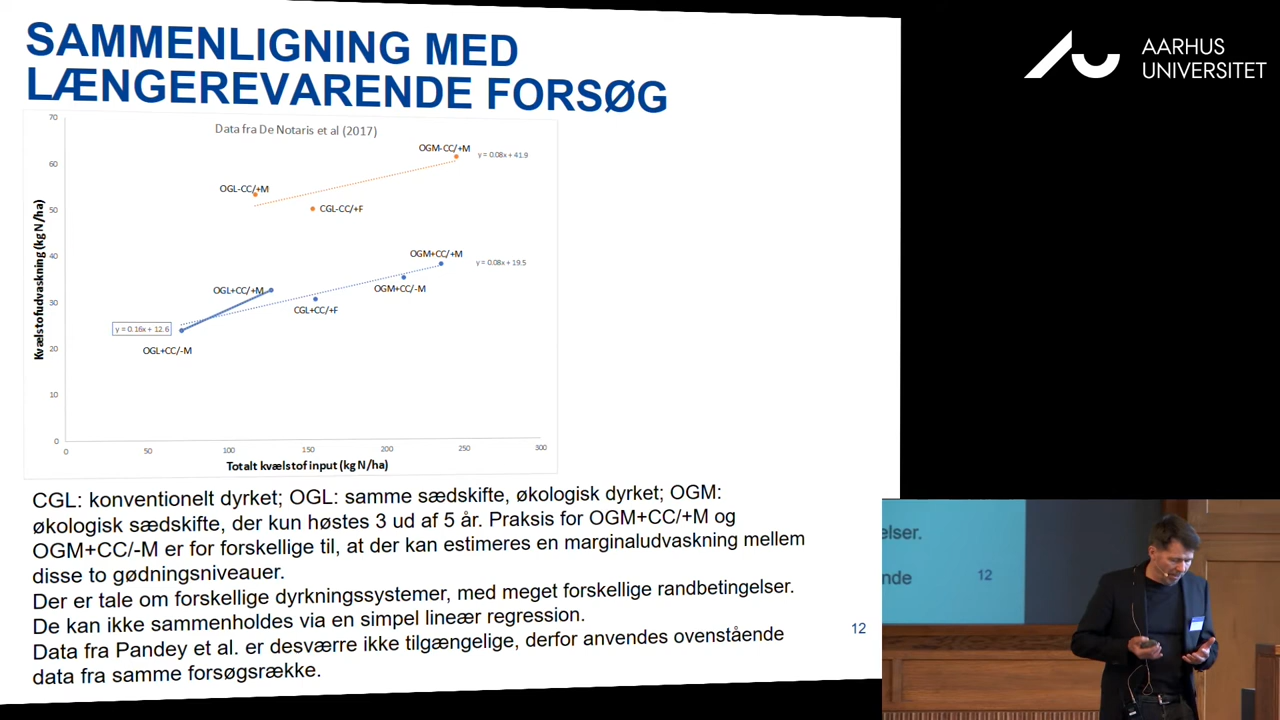 SAMMENLIGNING MED
LÆNGEREVARENDE FORSØG
AARHUS
UNIVERSITET
Data fra De Notaris et al (2017)
70
60
50
40
30
20
10
0
Kvælstofudvaskning (kg N/ha)
OGM-CC/+M
y = 0.08x + 41.9
OGL-CC/+M
CGL-CC/+F
OGM+CC/+M
y = 0.08x + 19.5
OGM+CC/-M
OGL+CC/+M
CGL+CC/+F
y = 0.16x + 12.6
OGL+CC/-M
0 50 100 150 200 250 300
Totalt kvælstof input (kg N/ha)
CGL: konventionelt dyrket; OGL: samme sædskifte, økologisk dyrket; OGM:
økologisk sædskifte, der kun høstes 3 ud af 5 år. Praksis for OGM+CC/+M og
OGM+CC/-M er for forskellige til, at der kan estimeres en marginaludvaskning mellem
disse to gødningsniveauer.
Der er tale om forskellige dyrkningssystemer, med meget forskellige randbetingelser.
De kan ikke sammenholdes via en simpel lineær regression.
Data fra Pandey et al. er desværre ikke tilgængelige, derfor anvendes ovenstående
data fra samme forsøgsrække.
12
elser.
nde
12